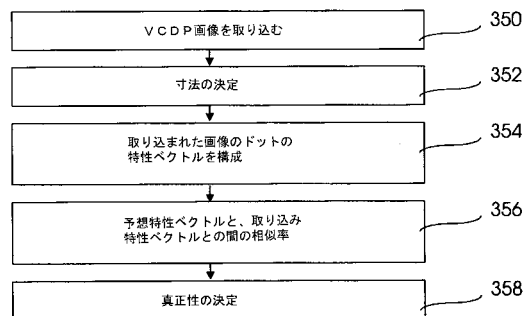 VCDP画像を取り込む
350
寸法の決定
352
取り込まれた画像のドットの
特性ベクトルを構成
354
予想特性ベクトルと、取り込み
特性ベクトルとの間の相似率
356
真正性の決定
358